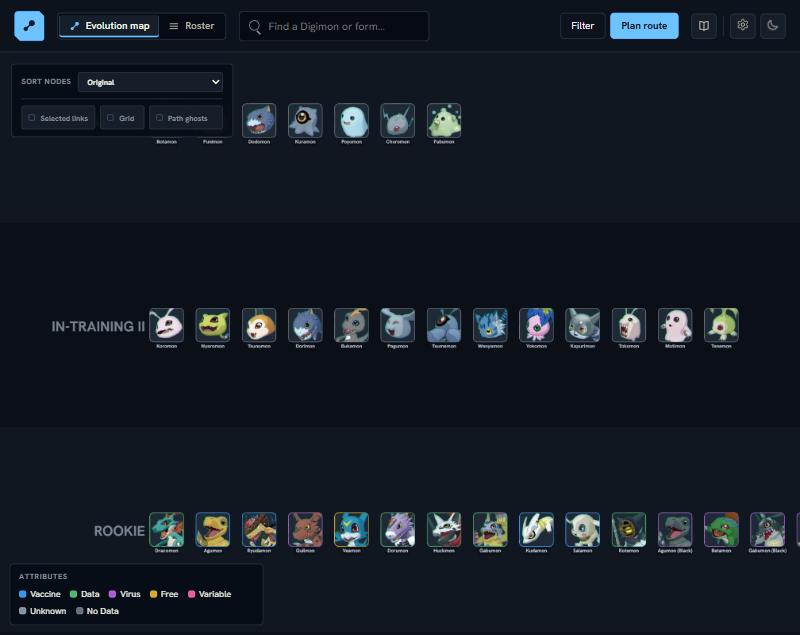 Evolution map
Roster
Find a Digimon or form...
Filter
Plan route
SORT NODES Original
Selected links Grid Path ghosts
Botamon Punimon Dodomon Kuramon Poyomon Chicomon Pabumon
IN-TRAINING II
Koromon Nyaromon Tsunomon Dorimon Bukamon Pagumon Tsumemon Wanyamon Yokomon Kapurimon Tokomon Motimon Tanemon
ROOKIE
Dracomon Agumon Ryudamon Guilmon Veemon Dorumon Huckmon Gabumon Kudamon Salamon Kotemon Agumon (Black) Betamon Gabumon (Black)
ATTRIBUTES
Vaccine Data Virus Free Variable
Unknown No Data